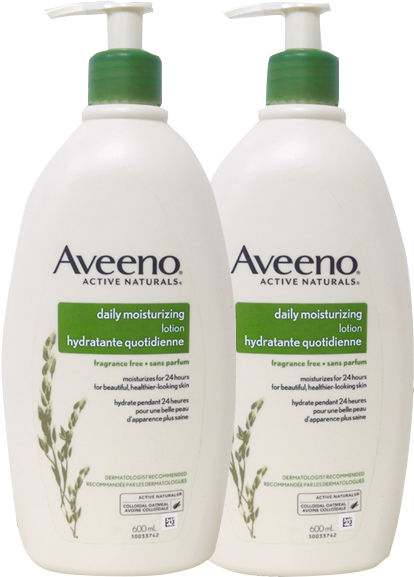 Aveeno®
ACTIVE NATURALS®
daily moisturizing
lotion
hydratante quotidienne
fragrance free • sans parfum
moisturizes for 24 hours
for beautiful, healthier-looking skin
hydrate pendant 24 heures
pour une belle peau
d'apparence plus saine
DERMATOLOGIST RECOMMENDED
RECOMMANDÉE PAR LES DERMATOLOGUES
ACTIVE NATURALS®
COLLOIDAL OATMEAL
AVOINE COLLOÏDALE
600 mL
10033742
Aveeno®
ACTIVE NATURALS®
daily moisturizing
lotion
hydratante quotidienne
fragrance free • sans parfum
moisturizes for 24 hours
for beautiful, healthier-looking skin
hydrate pendant 24 heures
pour une belle peau
d'apparence plus saine
DERMATOLOGIST RECOMMENDED
RECOMMANDÉE PAR LES DERMATOLOGUES
ACTIVE NATURALS®
COLLOIDAL OATMEAL
AVOINE COLLOÏDALE
600 mL
10033742